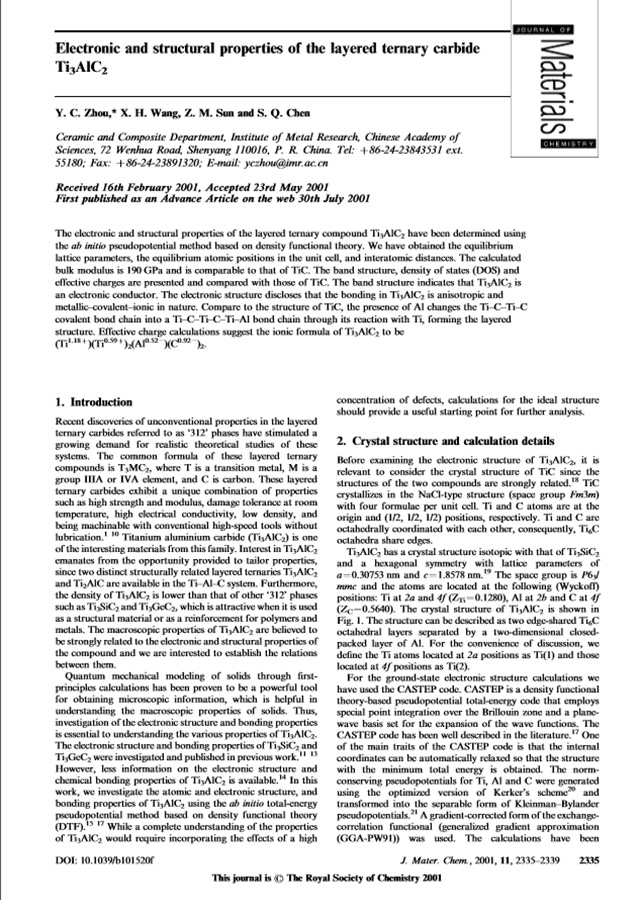 JOURNAL OF
Materials
CHEMISTRY
Electronic and structural properties of the layered ternary carbide
Ti3AlC2
Y. C. Zhou,* X. H. Wang, Z. M. Sun and S. Q. Chen
Ceramic and Composite Department, Institute of Metal Research, Chinese Academy of
Sciences, 72 Wenhua Road, Shenyang 110016, P. R. China. Tel: +86-24-23843531 ext.
55180; Fax: +86-24-23891320; E-mail: yczhou@imr.ac.cn
Received 16th February 2001, Accepted 23rd May 2001
First published as an Advance Article on the web 30th July 2001
The electronic and structural properties of the layered ternary compound Ti3AlC2 have been determined using
the ab initio pseudopotential method based on density functional theory. We have obtained the equilibrium
lattice parameters, the equilibrium atomic positions in the unit cell, and interatomic distances. The calculated
bulk modulus is 190 GPa and is comparable to that of TiC. The band structure, density of states (DOS) and
effective charges are presented and compared with those of TiC. The band structure indicates that Ti3AlC2 is
an electronic conductor. The electronic structure discloses that the bonding in Ti3AlC2 is anisotropic and
metallic–covalent–ionic in nature. Compare to the structure of TiC, the presence of Al changes the Ti–C–Ti–C
covalent bond chain into a Ti–C–Ti–C–Ti–Al bond chain through its reaction with Ti, forming the layered
structure. Effective charge calculations suggest the ionic formula of Ti3AlC2 to be
(Ti1.18+)(Ti0.59+)2(Al0.52−)(C0.92−)2.
1. Introduction
Recent discoveries of unconventional properties in the layered
ternary carbides referred to as '312' phases have stimulated a
growing demand for realistic theoretical studies of these
systems. The common formula of these layered ternary
compounds is T3MC2, where T is a transition metal, M is a
group IIIA or IVA element, and C is carbon. These layered
ternary carbides exhibit a unique combination of properties
such as high strength and modulus, damage tolerance at room
temperature, high electrical conductivity, low density, and
being machinable with conventional high-speed tools without
lubrication.1 10 Titanium aluminium carbide (Ti3AlC2) is one
of the interesting materials from this family. Interest in Ti3AlC2
emanates from the opportunity provided to tailor properties,
since two distinct structurally related layered ternaries Ti3AlC2
and Ti2AlC are available in the Ti–Al–C system. Furthermore,
the density of Ti3AlC2 is lower than that of other '312' phases
such as Ti3SiC2 and Ti3GeC2, which is attractive when it is used
as a structural material or as a reinforcement for polymers and
metals. The macroscopic properties of Ti3AlC2 are believed to
be strongly related to the electronic and structural properties of
the compound and we are interested to establish the relations
between them.
Quantum mechanical modeling of solids through first-
principles calculations has been proven to be a powerful tool
for obtaining microscopic information, which is helpful in
understanding the macroscopic properties of solids. Thus,
investigation of the electronic structure and bonding properties
is essential to understanding the various properties of Ti3AlC2.
The electronic structure and bonding properties of Ti3SiC2 and
Ti3GeC2 were investigated and published in previous work.11 13
However, less information on the electronic structure and
chemical bonding properties of Ti3AlC2 is available.14 In this
work, we investigate the atomic and electronic structure, and
bonding properties of Ti3AlC2 using the ab initio total-energy
pseudopotential method based on density functional theory
(DTF).15 17 While a complete understanding of the properties
of Ti3AlC2 would require incorporating the effects of a high
concentration of defects, calculations for the ideal structure
should provide a useful starting point for further analysis.
2. Crystal structure and calculation details
Before examining the electronic structure of Ti3AlC2, it is
relevant to consider the crystal structure of TiC since the
structures of the two compounds are strongly related.18 TiC
crystallizes in the NaCl-type structure (space group Fm3m)
with four formulae per unit cell. Ti and C atoms are at the
origin and (1/2, 1/2, 1/2) positions, respectively. Ti and C are
octahedrally coordinated with each other, consequently, Ti6C
octahedra share edges.
Ti3AlC2 has a crystal structure isotopic with that of Ti3SiC2
and a hexagonal symmetry with lattice parameters of
a=0.30753 nm and c=1.8578 nm.19 The space group is P63/
mmc and the atoms are located at the following (Wyckoff)
positions: Ti at 2a and 4f (ZTi=0.1280), Al at 2b and C at 4f
(ZC=0.5640). The crystal structure of Ti3AlC2 is shown in
Fig. 1. The structure can be described as two edge-shared Ti6C
octahedral layers separated by a two-dimensional closed-
packed layer of Al. For the convenience of discussion, we
define the Ti atoms located at 2a positions as Ti(1) and those
located at 4f positions as Ti(2).
For the ground-state electronic structure calculations we
have used the CASTEP code. CASTEP is a density functional
theory-based pseudopotential total-energy code that employs
special point integration over the Brillouin zone and a plane-
wave basis set for the expansion of the wave functions. The
CASTEP code has been well described in the literature.17 One
of the main traits of the CASTEP code is that the internal
coordinates can be automatically relaxed so that the structure
with the minimum total energy is obtained. The norm-
conserving pseudopotentials for Ti, Al and C were generated
using the optimized version of Kerker's scheme20 and
transformed into the separable form of Kleinman–Bylander
pseudopotentials.21 A gradient-corrected form of the exchange-
correlation functional (generalized gradient approximation
(GGA-PW91)) was used. The calculations have been
DOI: 10.1039/b101520f
J. Mater. Chem., 2001, 11, 2335–2339 2335
This journal is © The Royal Society of Chemistry 2001